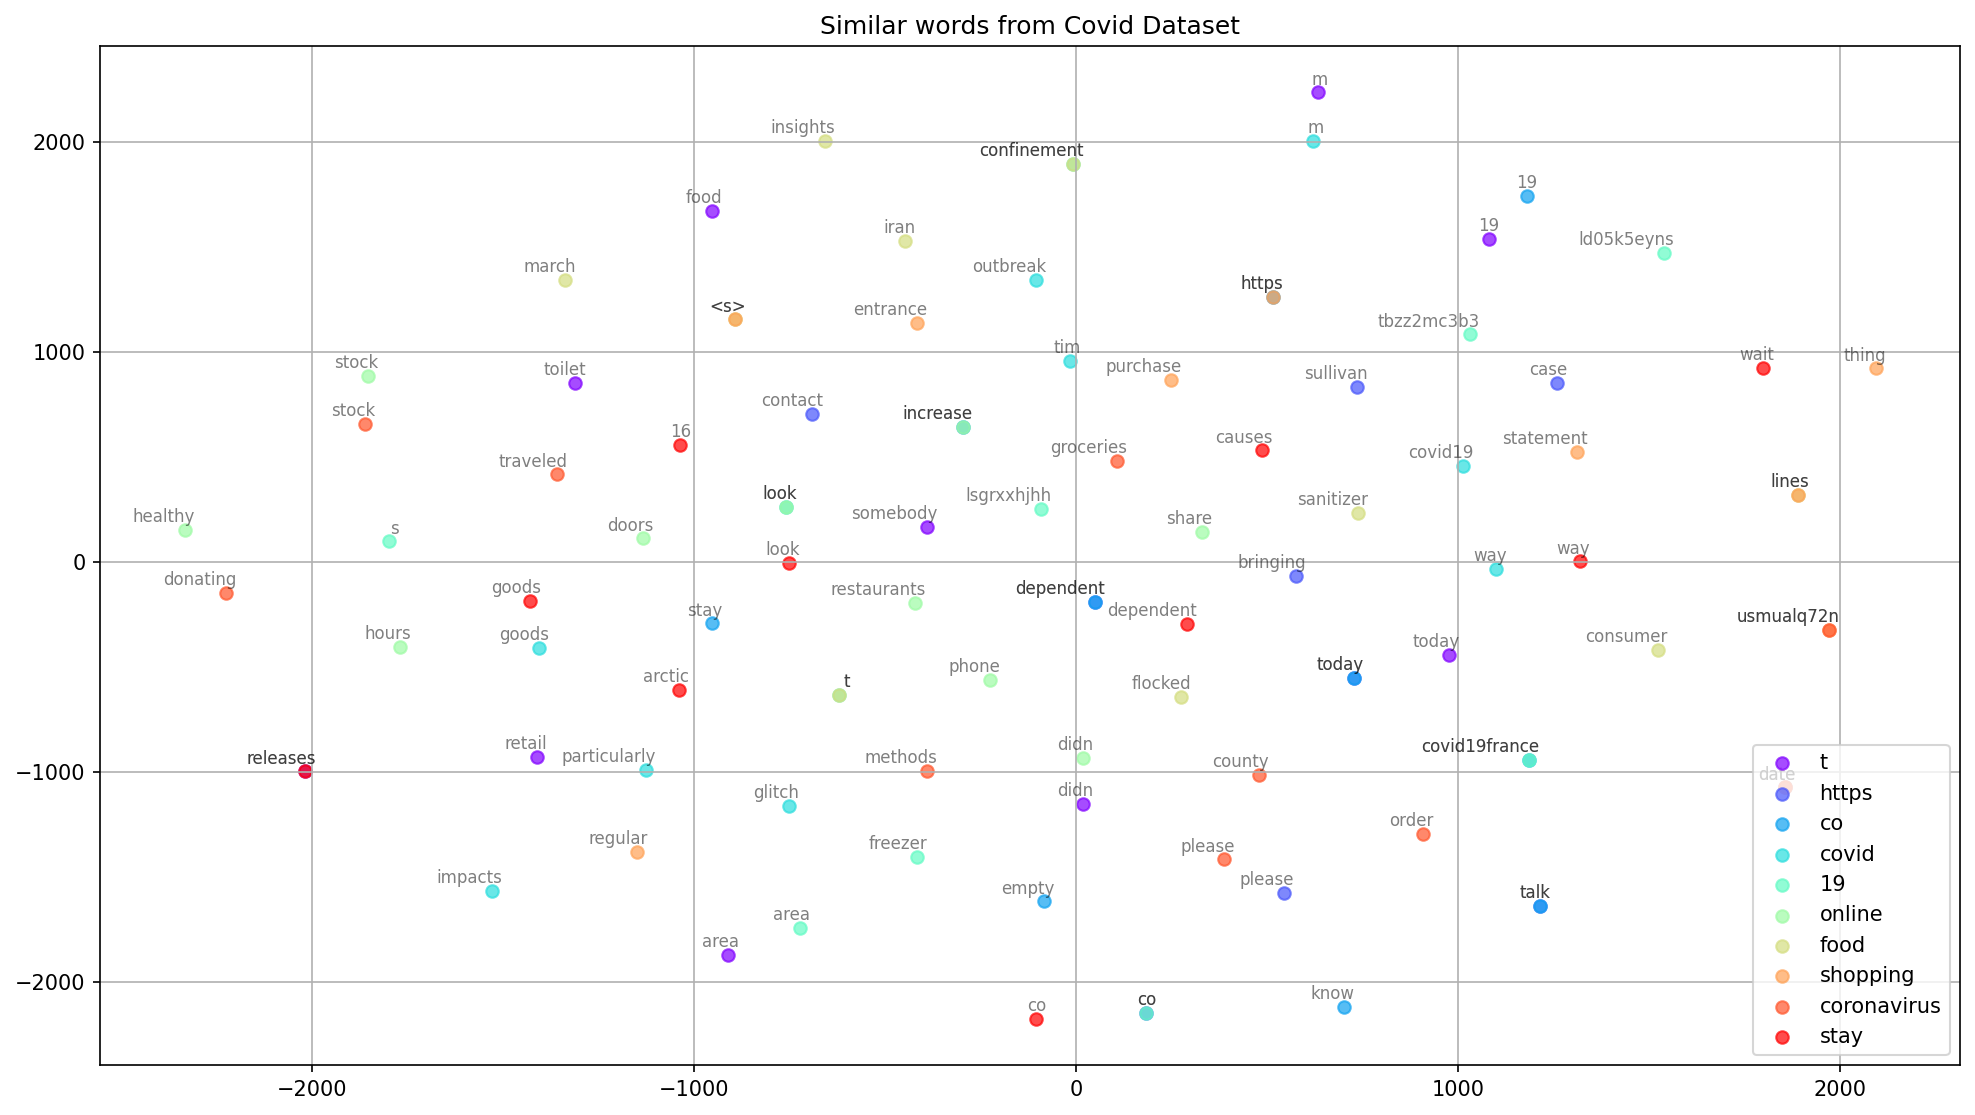 Similar words from Covid Dataset
m
insights
m
confinement
19
food
19
iran
ld05k5eyns
march
outbreak
https
<s>
entrance
tbzz2mc3b3
tim
wait
thing
stock
toilet
purchase
sullivan
case
contact
stock
increase
16
groceries
causes
statement
traveled
covid19
lines
look
lsgrxxhjhh
sanitizer
healthy
somebody
share
s
doors
look
way
way
donating
goods
bringing
restaurants
dependent
stay
dependent
usmualq72n
hours
goods
today
consumer
arctic
t
phone
today
flocked
retail
didn
covid19france
releases
particularly
methods
county
date
glitch
didn
regular
freezer
please
order
impacts
empty
please
talk
area
area
co
co
know
t
https
co
covid
19
online
food
shopping
coronavirus
stay
2000
1000
0
−1000
−2000
−2000
−1000
0
1000
2000